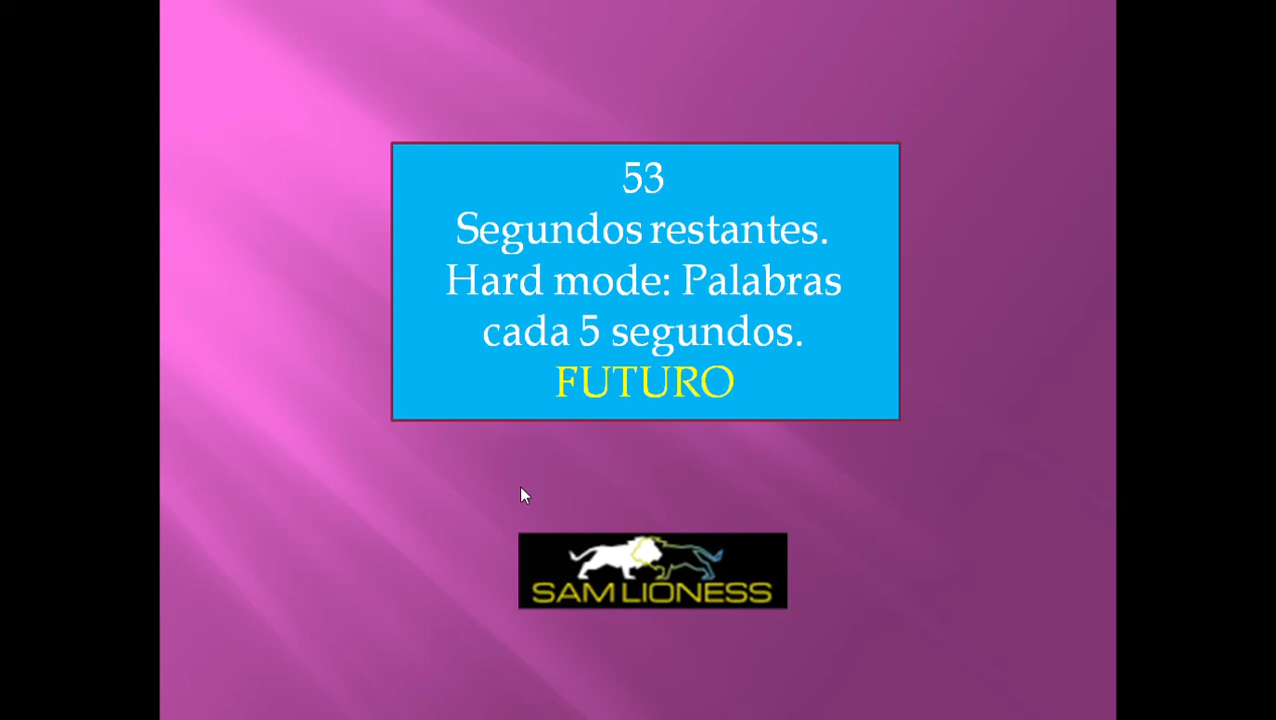 53
Segundos restantes.
Hard mode: Palabras
cada 5 segundos.
FUTURO
SAM LIONESS